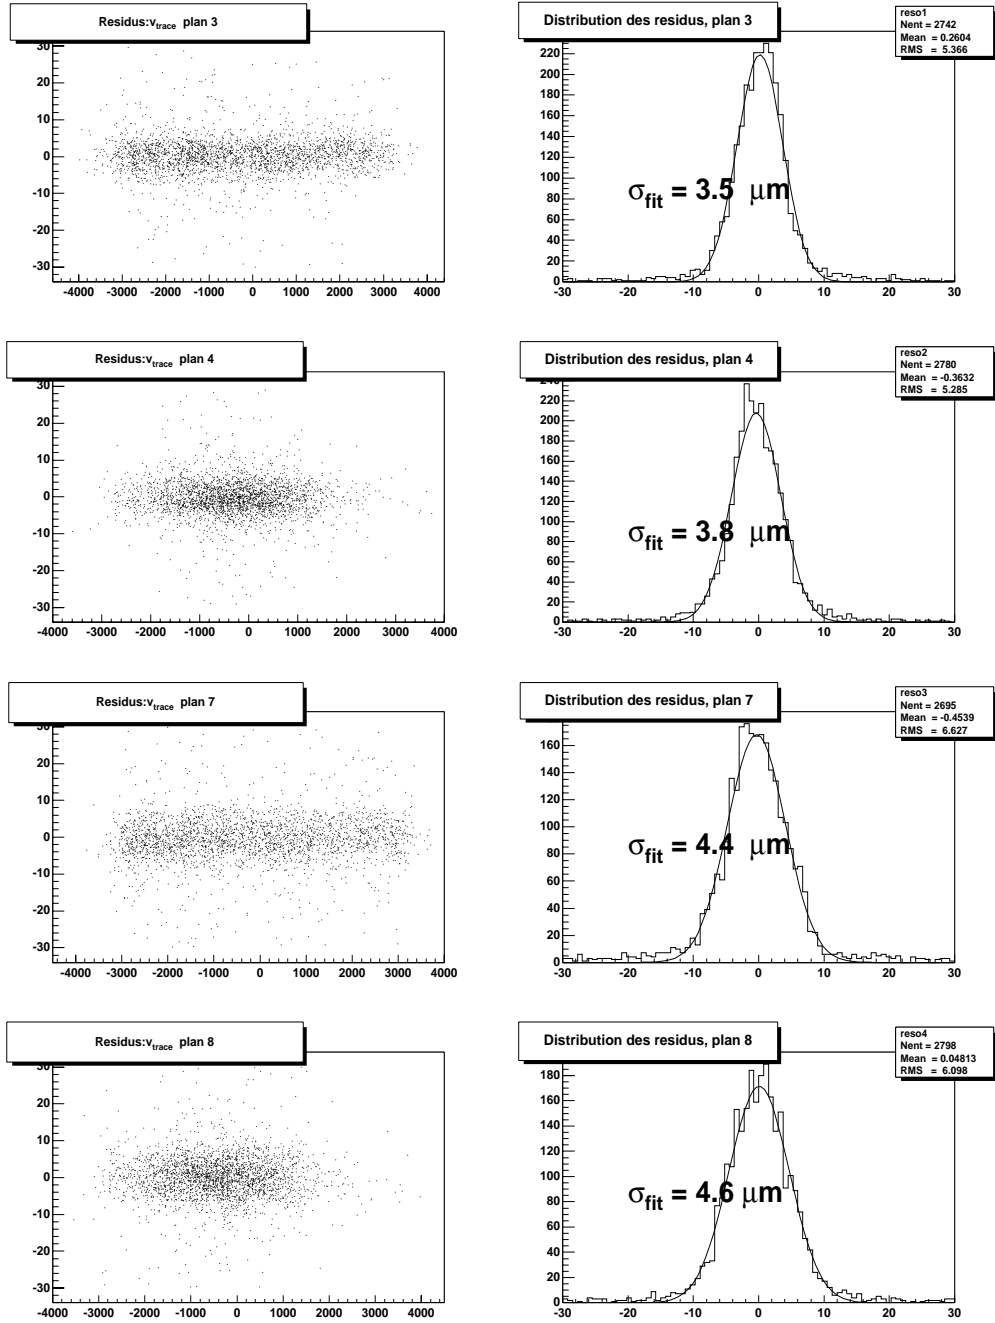 Residus:v_trace plan 3
30
20
10
0
-10
-20
-30
-4000 -3000 -2000 -1000 0 1000 2000 3000 4000
Distribution des residus, plan 3
reso1
Nent = 2742
Mean = 0.2604
RMS = 5.366
220
200
180
160
140
120
100
80
60
40
20
0
σ_fit = 3.5 μm
-30 -20 -10 0 10 20 30
Residus:v_trace plan 4
30
20
10
0
-10
-20
-30
-4000 -3000 -2000 -1000 0 1000 2000 3000 4000
Distribution des residus, plan 4
reso2
Nent = 2780
Mean = -0.3632
RMS = 5.285
240
220
200
180
160
140
120
100
80
60
40
20
0
σ_fit = 3.8 μm
-30 -20 -10 0 10 20 30
Residus:v_trace plan 7
30
20
10
0
-10
-20
-30
-4000 -3000 -2000 -1000 0 1000 2000 3000 4000
Distribution des residus, plan 7
reso3
Nent = 2695
Mean = -0.4539
RMS = 6.627
160
140
120
100
80
60
40
20
0
σ_fit = 4.4 μm
-30 -20 -10 0 10 20 30
Residus:v_trace plan 8
30
20
10
0
-10
-20
-30
-4000 -3000 -2000 -1000 0 1000 2000 3000 4000
Distribution des residus, plan 8
reso4
Nent = 2798
Mean = 0.04813
RMS = 6.098
180
160
140
120
100
80
60
40
20
0
σ_fit = 4.6 μm
-30 -20 -10 0 10 20 30